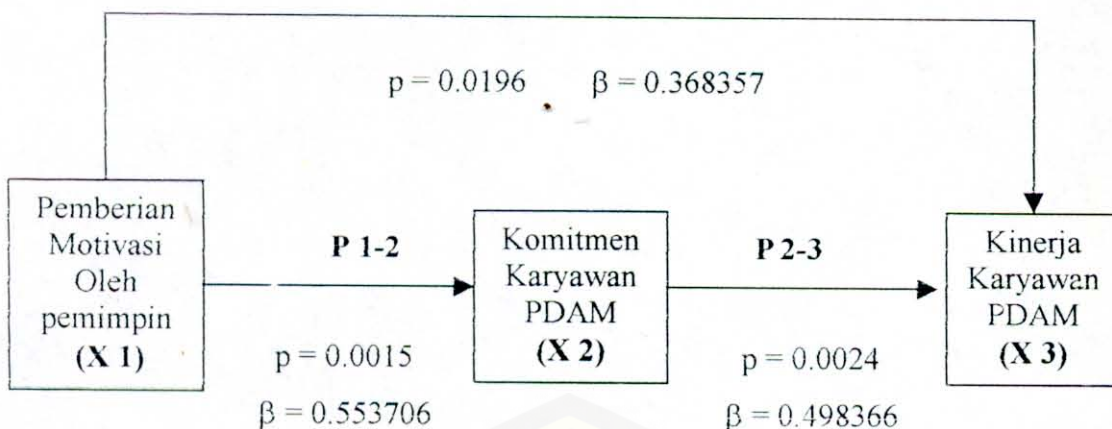 p = 0.0196 β = 0.368357
Pemberian
Motivasi
Oleh
pemimpin
(X 1)
P 1-2
p = 0.0015
β = 0.553706
Komitmen
Karyawan
PDAM
(X 2)
P 2-3
p = 0.0024
β = 0.498366
Kinerja
Karyawan
PDAM
(X 3)